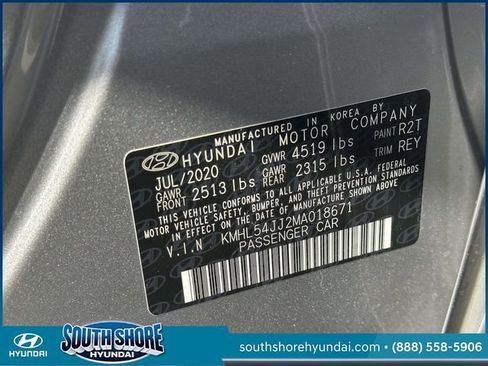 MANUFACTURED IN KOREA BY
HYUNDAI MOTOR COMPANY
JUL/2020 GVWR 4519 lbs PAINT R2T
GAWR FRONT 2513 lbs GAWR REAR 2315 lbs TRIM REY
THIS VEHICLE CONFORMS TO ALL APPLICABLE U.S.A. FEDERAL
MOTOR VEHICLE SAFETY, BUMPER, AND THEFT PREVENTION
STANDARDS IN EFFECT ON THE DATE OF
MANUFACTURE SHOWN ABOVE.
V.I.N KMHL54JJ2MA018671
PASSENGER CAR
HYUNDAI
SOUTH SHORE
HYUNDAI
southshorehyundai.com • (888) 558-5906